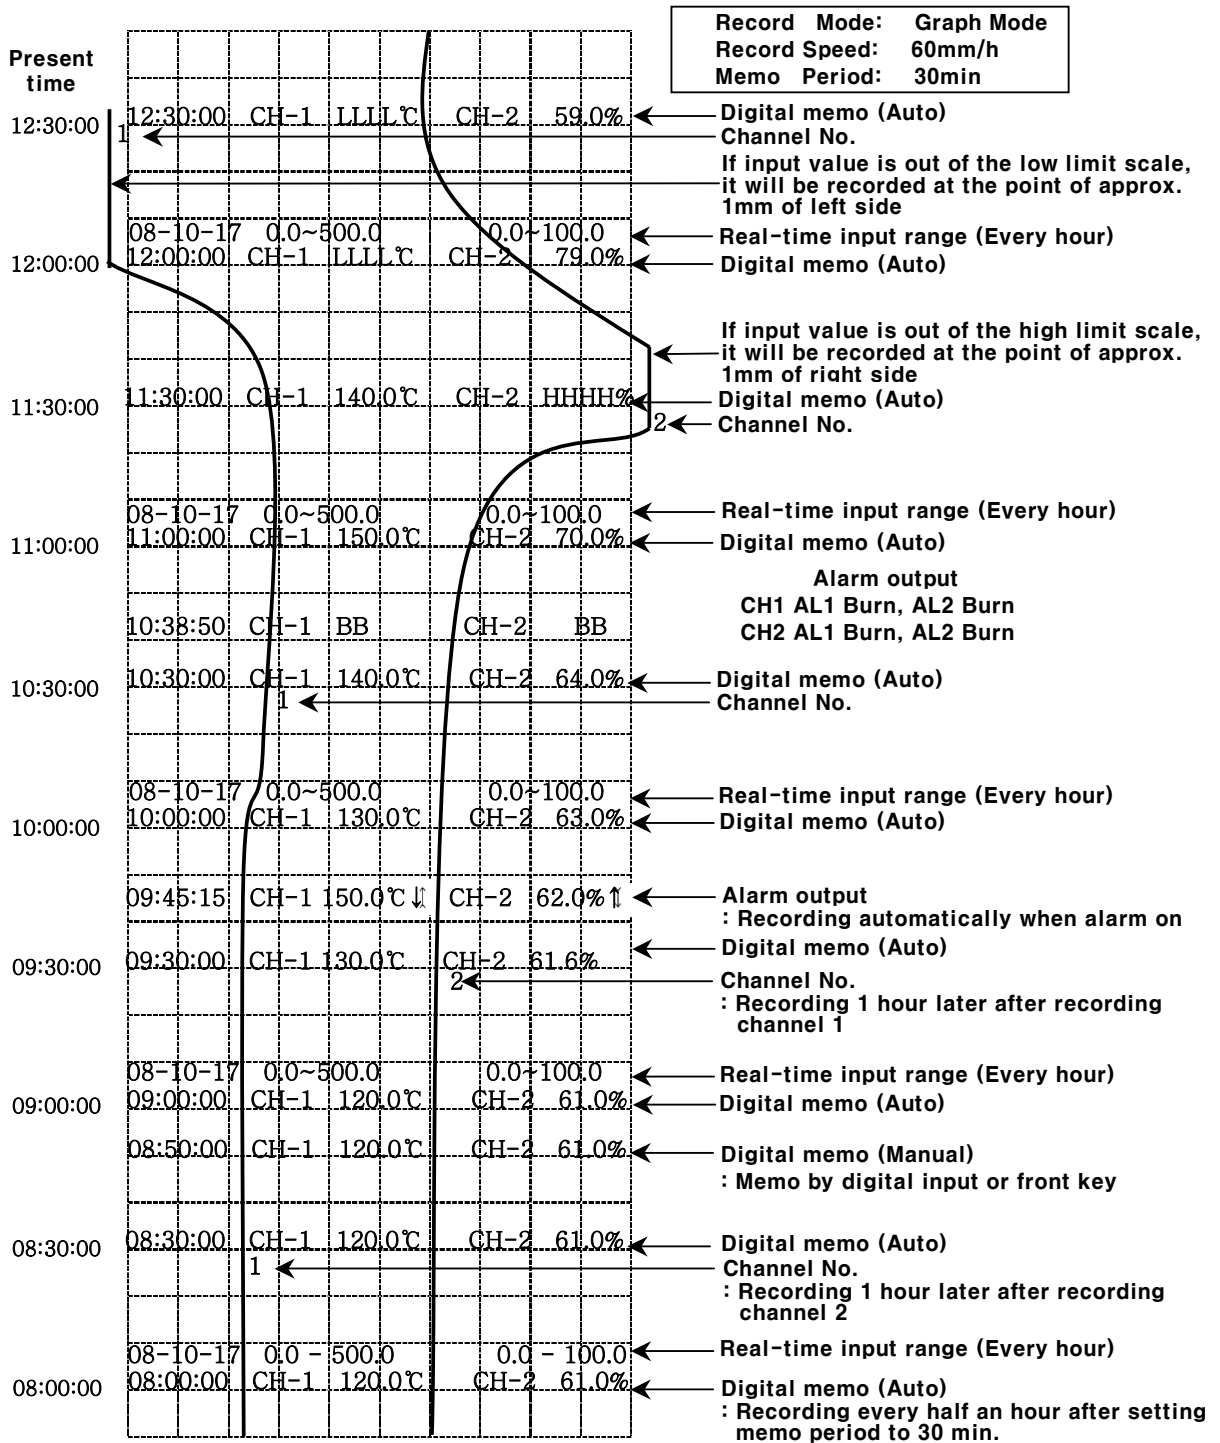 Record Mode: Graph Mode
Record Speed: 60mm/h
Memo Period: 30min
Present
time
12:30:00 12:30:00 CH-1 LLLL℃ CH-2 59.0% Digital memo (Auto)
1 Channel No.
If input value is out of the low limit scale,
it will be recorded at the point of approx.
1mm of left side
08-10-17 0.0~500.0 0.0~100.0 Real-time input range (Every hour)
12:00:00 12:00:00 CH-1 LLLL℃ CH-2 79.0% Digital memo (Auto)
If input value is out of the high limit scale,
it will be recorded at the point of approx.
1mm of right side
11:30:00 11:30:00 CH-1 140.0℃ CH-2 HHHH% Digital memo (Auto)
2 Channel No.
08-10-17 0.0~500.0 0.0~100.0 Real-time input range (Every hour)
11:00:00 11:00:00 CH-1 150.0℃ CH-2 70.0% Digital memo (Auto)
Alarm output
CH1 AL1 Burn, AL2 Burn
10:38:50 CH-1 BB CH-2 BB CH2 AL1 Burn, AL2 Burn
10:30:00 10:30:00 CH-1 140.0℃ CH-2 64.0% Digital memo (Auto)
1 Channel No.
08-10-17 0.0~500.0 0.0~100.0 Real-time input range (Every hour)
10:00:00 10:00:00 CH-1 130.0℃ CH-2 63.0% Digital memo (Auto)
09:45:15 CH-1 150.0℃ ⇃↾ CH-2 62.0% ↿↾ Alarm output
: Recording automatically when alarm on
09:30:00 09:30:00 CH-1 130.0℃ CH-2 61.6% Digital memo (Auto)
2 Channel No.
: Recording 1 hour later after recording
channel 1
08-10-17 0.0~500.0 0.0~100.0 Real-time input range (Every hour)
09:00:00 09:00:00 CH-1 120.0℃ CH-2 61.0% Digital memo (Auto)
08:50:00 CH-1 120.0℃ CH-2 61.0% Digital memo (Manual)
: Memo by digital input or front key
08:30:00 08:30:00 CH-1 120.0℃ CH-2 61.0% Digital memo (Auto)
1 Channel No.
: Recording 1 hour later after recording
channel 2
08-10-17 0.0 - 500.0 0.0 - 100.0 Real-time input range (Every hour)
08:00:00 08:00:00 CH-1 120.0℃ CH-2 61.0% Digital memo (Auto)
: Recording every half an hour after setting
memo period to 30 min.